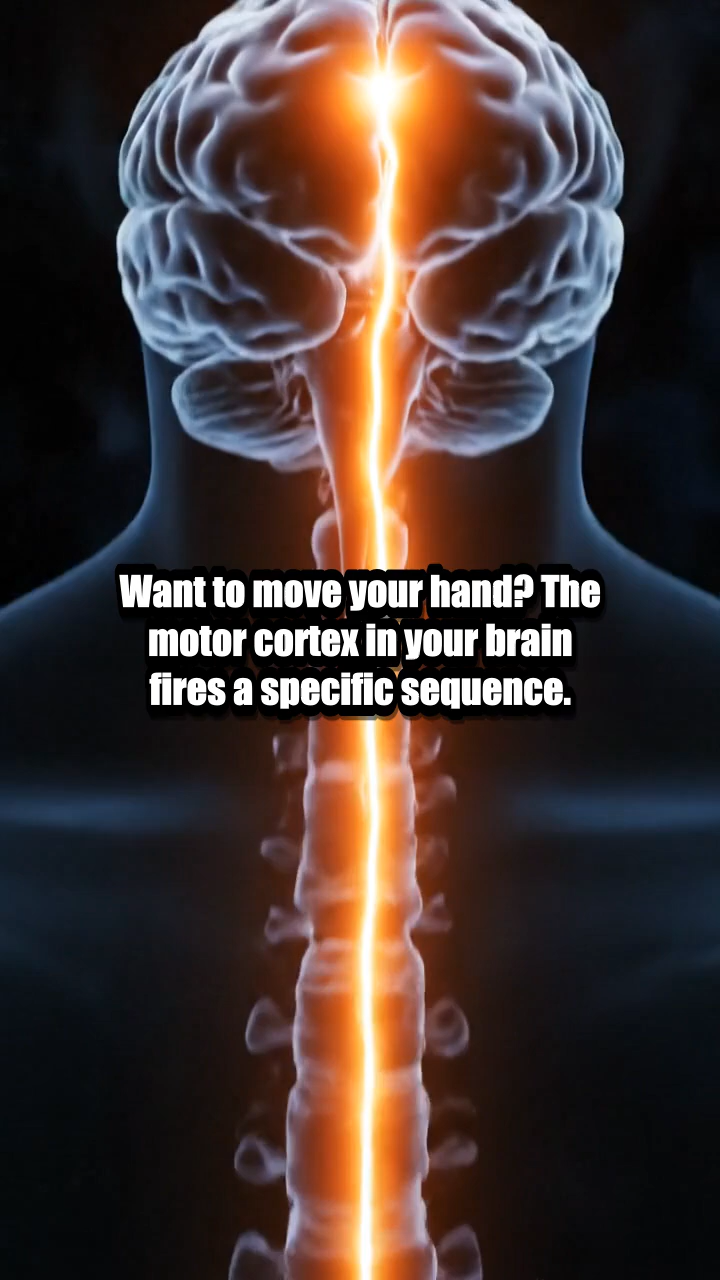 Want to move your hand? The
motor cortex in your brain
fires a specific sequence.